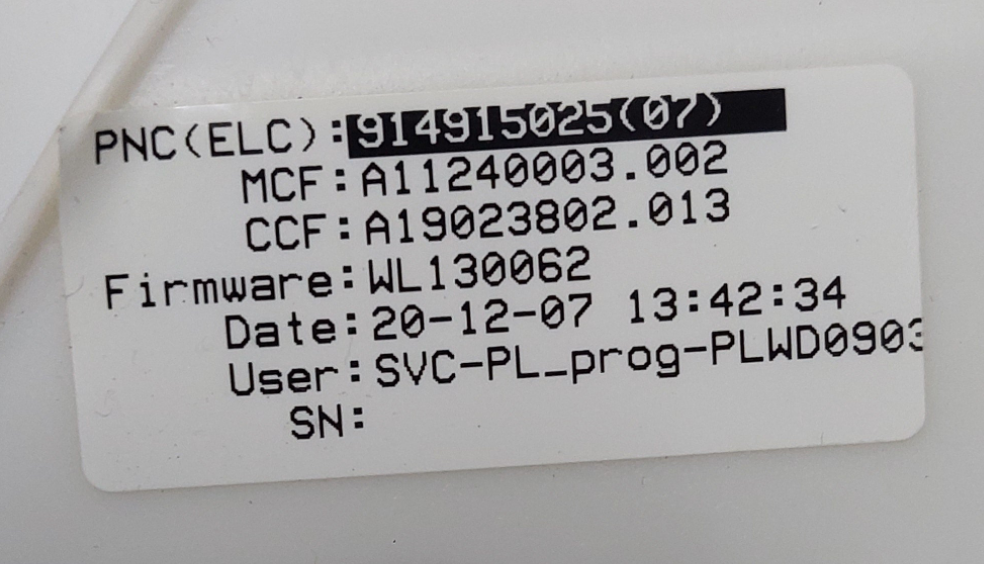 PNC(ELC):914915025(07)
MCF:A11240003.002
CCF:A19023802.013
Firmware:WL130062
Date:20-12-07 13:42:34
User:SVC-PL_prog-PLWD0903
SN: